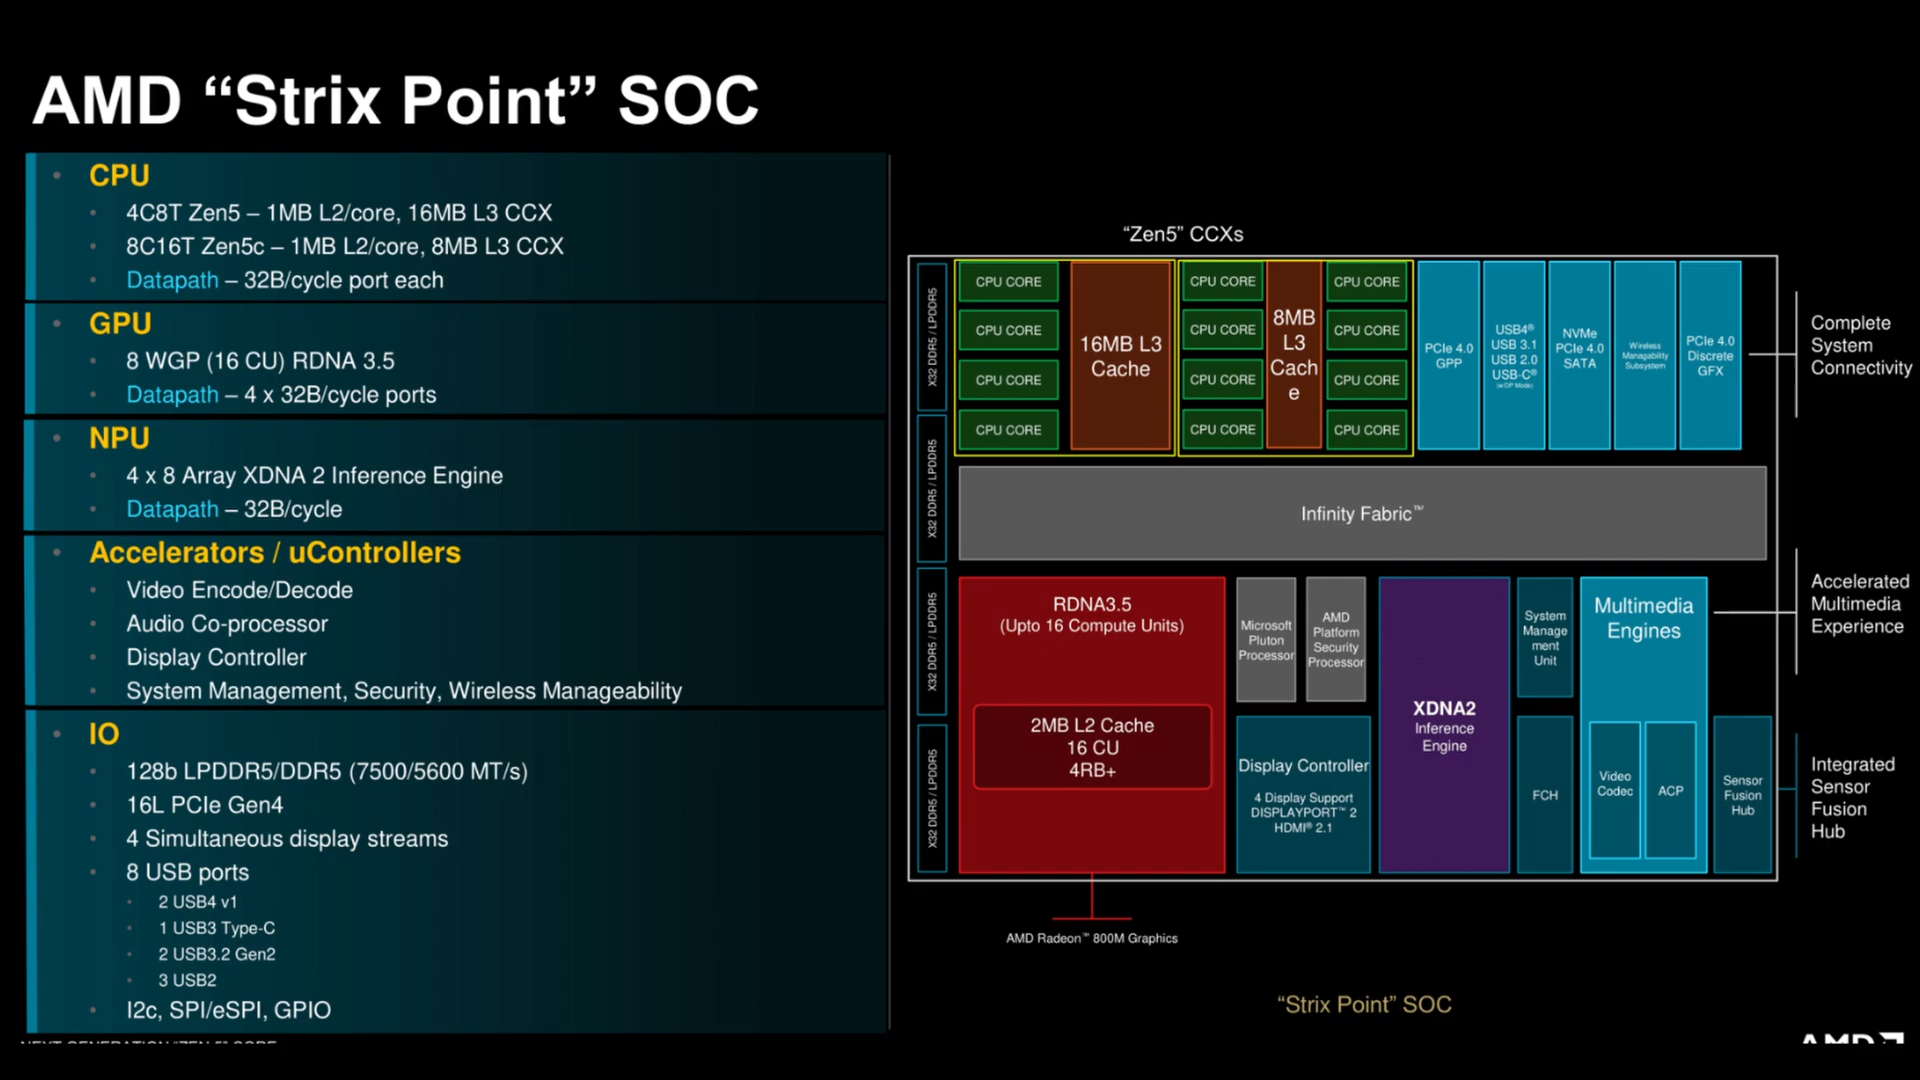 AMD “Strix Point” SOC
• CPU
• 4C8T Zen5 – 1MB L2/core, 16MB L3 CCX
• 8C16T Zen5c – 1MB L2/core, 8MB L3 CCX
• Datapath – 32B/cycle port each
• GPU
• 8 WGP (16 CU) RDNA 3.5
• Datapath – 4 x 32B/cycle ports
• NPU
• 4 x 8 Array XDNA 2 Inference Engine
• Datapath – 32B/cycle
• Accelerators / uControllers
• Video Encode/Decode
• Audio Co-processor
• Display Controller
• System Management, Security, Wireless Manageability
• IO
• 128b LPDDR5/DDR5 (7500/5600 MT/s)
• 16L PCIe Gen4
• 4 Simultaneous display streams
• 8 USB ports
• 2 USB4 v1
• 1 USB3 Type-C
• 2 USB3.2 Gen2
• 3 USB2
• I2c, SPI/eSPI, GPIO
“Zen5” CCXs
X32 DDR5 / LPDDR5
X32 DDR5 / LPDDR5
X32 DDR5 / LPDDR5
X32 DDR5 / LPDDR5
CPU CORE
CPU CORE
CPU CORE
CPU CORE
16MB L3
Cache
CPU CORE
CPU CORE
CPU CORE
CPU CORE
8MB
L3
Cach
e
CPU CORE
CPU CORE
CPU CORE
CPU CORE
PCIe 4.0
GPP
USB4®
USB 3.1
USB 2.0
USB-C®
(w/DP Mode)
NVMe
PCIe 4.0
SATA
Wireless
Managability
Subsystem
PCIe 4.0
Discrete
GFX
Complete
System
Connectivity
Infinity Fabric™
RDNA3.5
(Upto 16 Compute Units)
2MB L2 Cache
16 CU
4RB+
Microsoft
Pluton
Processor
AMD
Platform
Security
Processor
Display Controller
4 Display Support
DISPLAYPORT™ 2
HDMI® 2.1
XDNA2
Inference
Engine
System
Manage
ment
Unit
FCH
Multimedia
Engines
Video
Codec
ACP
Sensor
Fusion
Hub
Accelerated
Multimedia
Experience
Integrated
Sensor
Fusion
Hub
AMD Radeon™ 800M Graphics
“Strix Point” SOC
NEXT GENERATION “ZEN 5” CORE
AMD